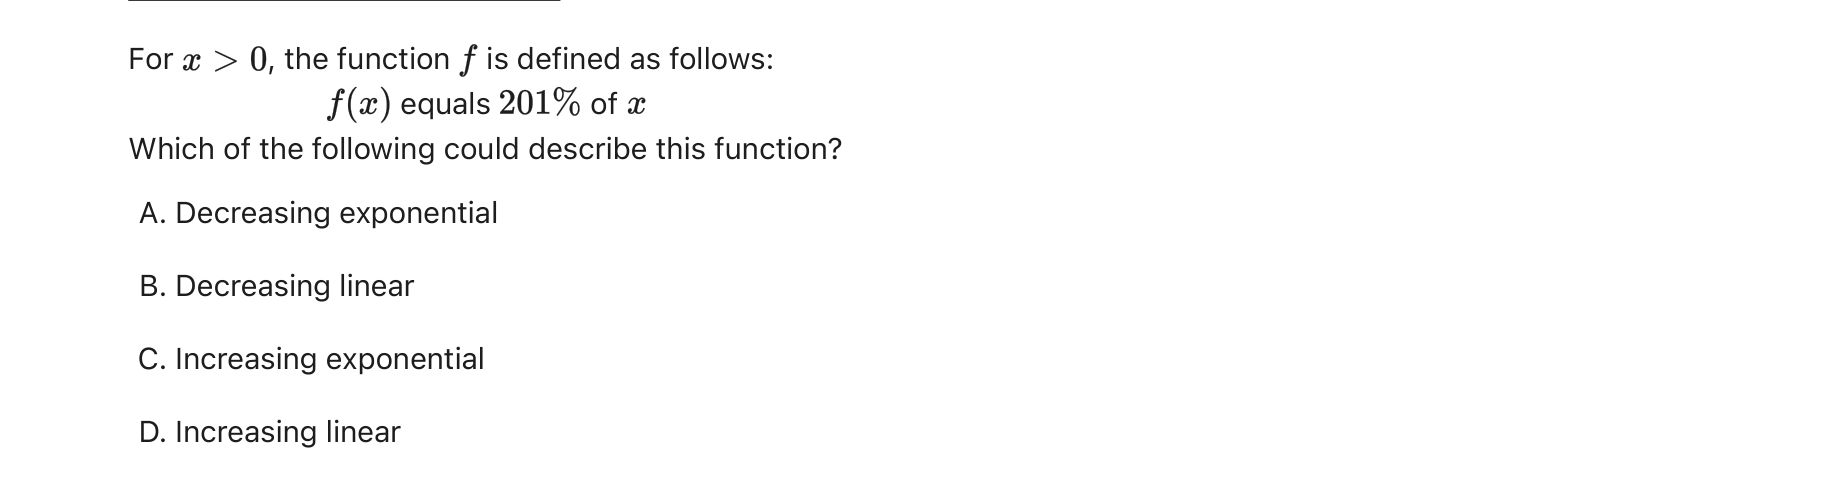 For x > 0, the function f is defined as follows:
f(x) equals 201% of x
Which of the following could describe this function?
A. Decreasing exponential
B. Decreasing linear
C. Increasing exponential
D. Increasing linear